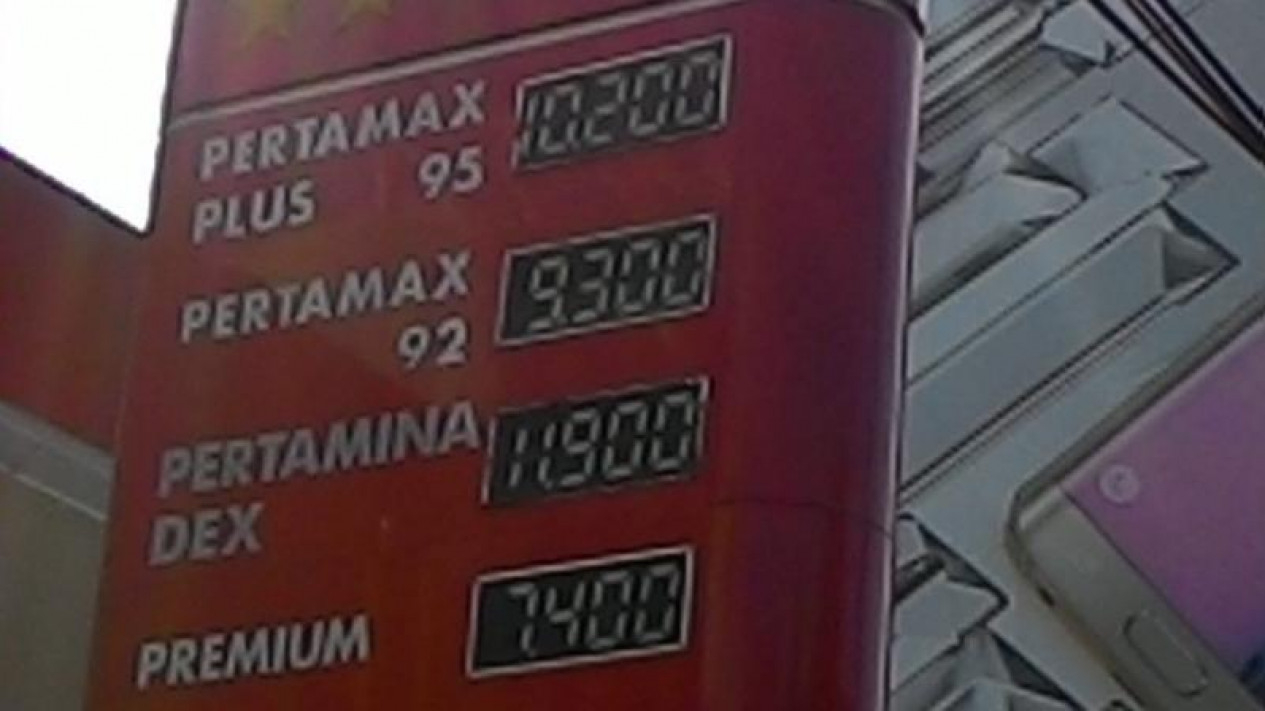 PERTAMAX 10.200
PLUS 95
PERTAMAX 9.300
92
PERTAMINA 11.900
DEX
PREMIUM 7.400